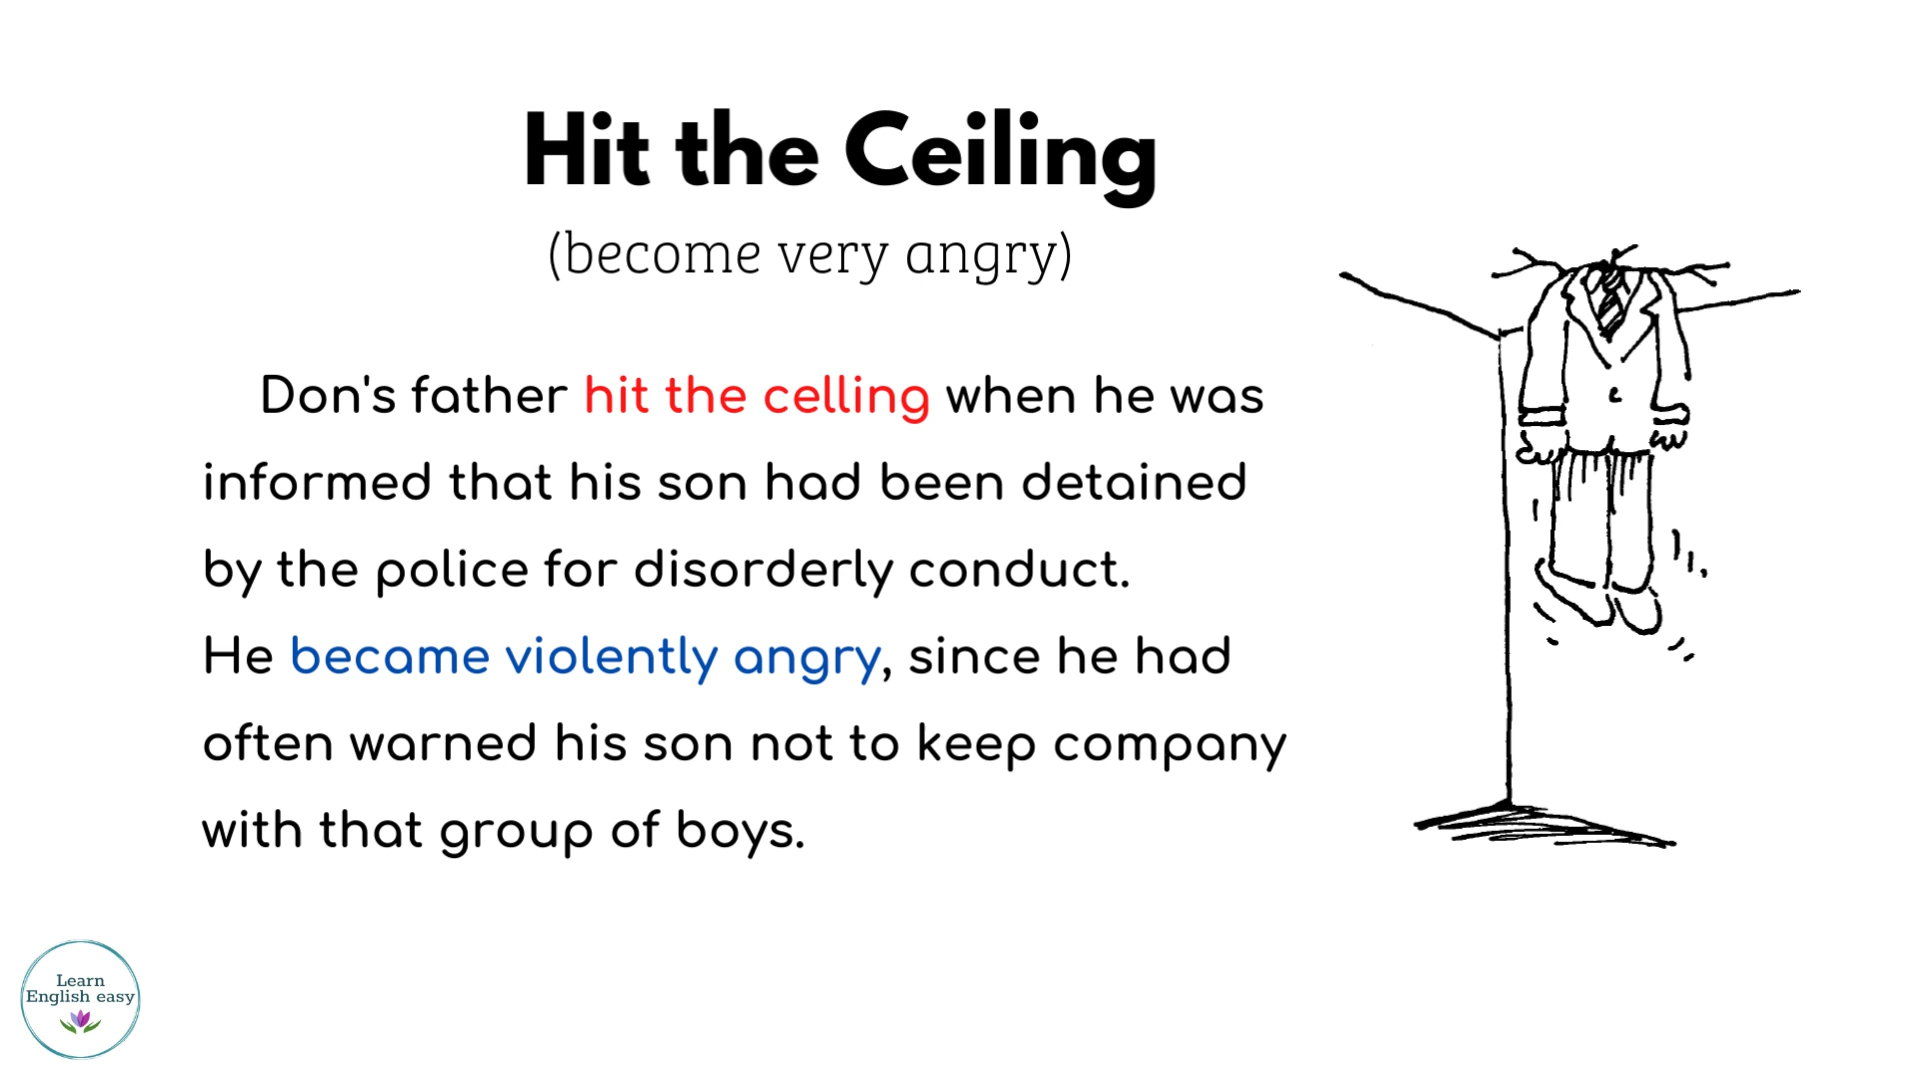 Hit the Ceiling
(become very angry)
Don's father hit the celling when he was
informed that his son had been detained
by the police for disorderly conduct.
He became violently angry, since he had
often warned his son not to keep company
with that group of boys.
Learn
English easy